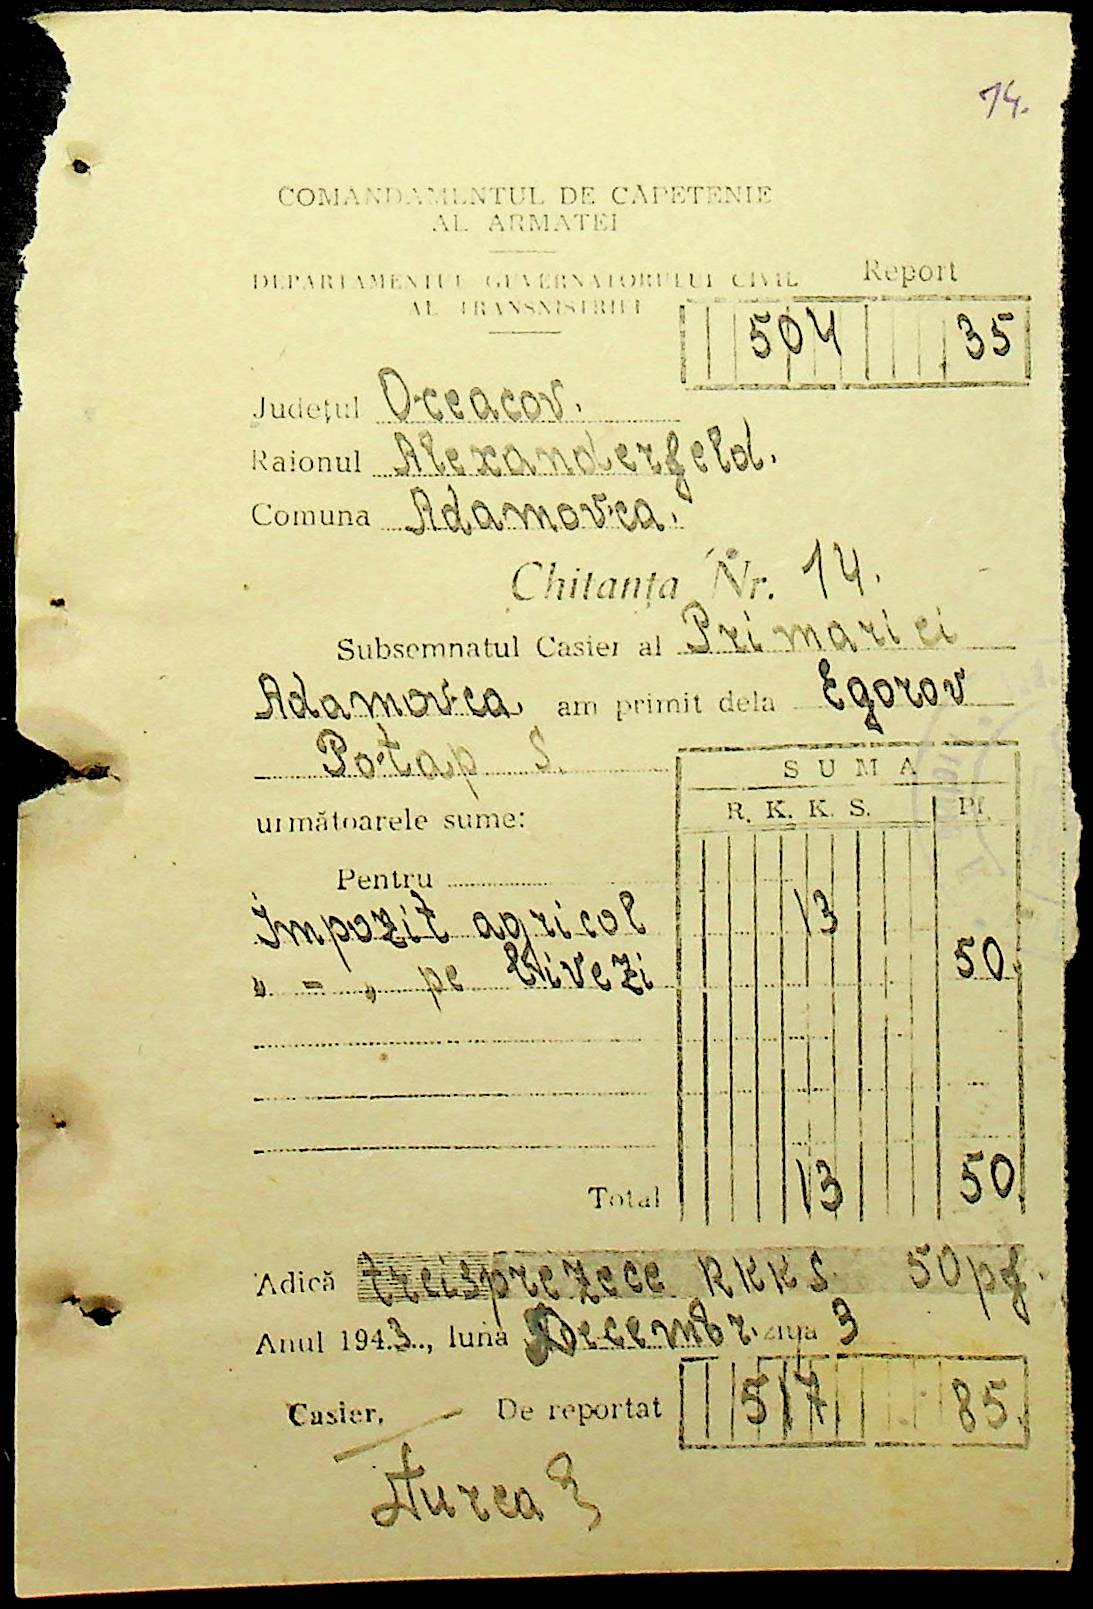 14.
COMANDAMENTUL DE CĂPETENIE
AL ARMATEI
DEPARTAMENTUL GUVERNATORULUI CIVIL
AL TRANSNISTRIEI
Report
504 35
Județul Oceacov.
Raionul Alexanderfeld.
Comuna Adamovca.
Chitanța Nr. 14.
Subsemnatul Casier al Primariei
Adamovca am primit dela Egorov
Potap S.
SUMA
R. K. K. S. Pf.
următoarele sume:
Pentru
Impozit agricol 13
„ = „ pe livezi 50.
Total 13 50.
Adică treisprezece RKKS. 50 pf.
Anul 1943.., luna Decembr. ziua 3
Casier, De reportat 517 85.